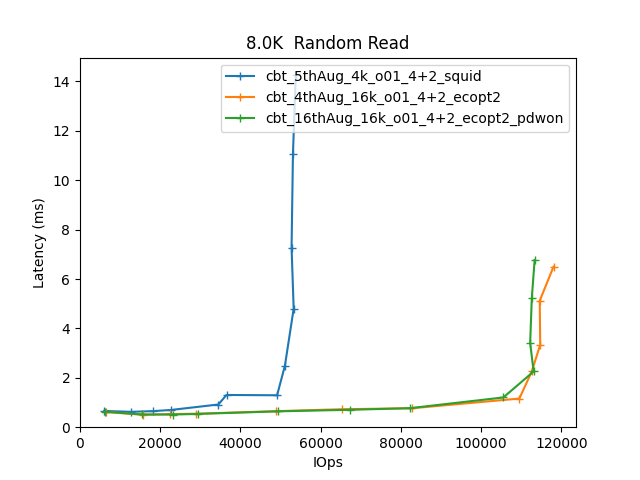 8.0K  Random Read
cbt_5thAug_4k_o01_4+2_squid
cbt_4thAug_16k_o01_4+2_ecopt2
cbt_16thAug_16k_o01_4+2_ecopt2_pdwon
Latency (ms)
14
12
10
8
6
4
2
0
0 20000 40000 60000 80000 100000 120000
IOps